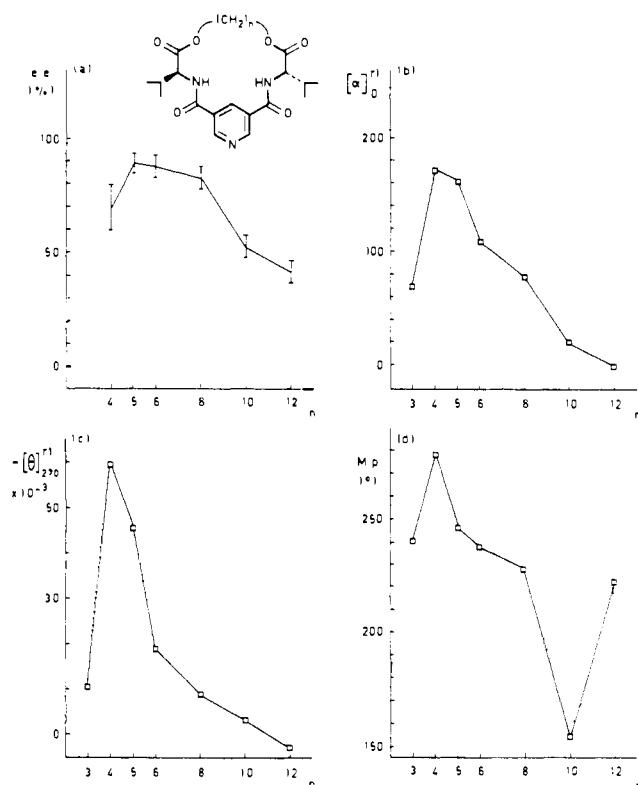 (CH2)n
O O
O O
NH HN
O O
N
e e (a)
(%)
100
50
0
4 5 6 8 10 12 n
[α] r) (b)
D
200
100
0
3 4 5 6 8 10 12 n
-[θ] r) (c)
270
x 10-3
50
30
0
3 4 5 6 8 10 12 n
M p (d)
(°)
250
200
150
3 4 5 6 8 10 12 n